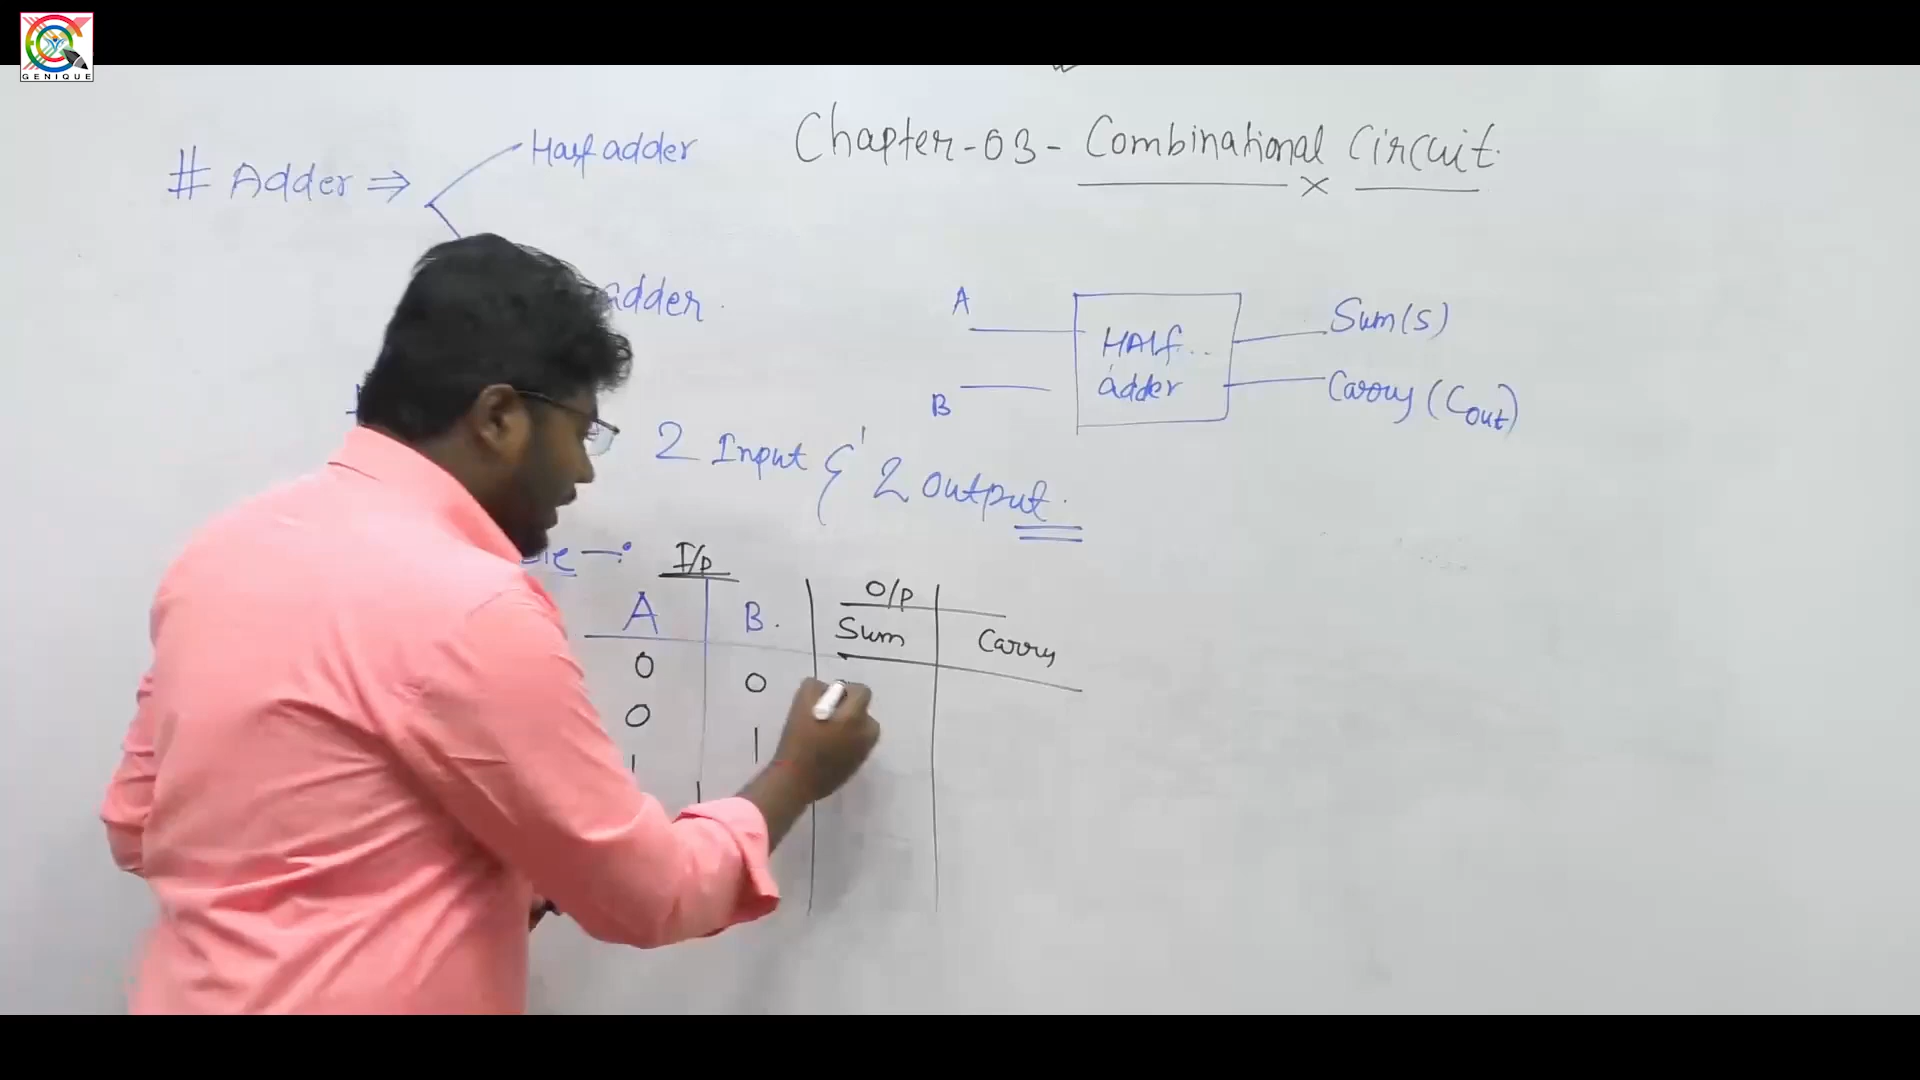 GENIQUE
Chapter-03- Combinational Circuit.
# Adder ⇒
Half adder
adder.
A
B
HAlf..
adder
Sum(S)
Carry (Cout)
2 Input & 2 Output.
I/p
O/P
A B. Sum Carry
0 0
0 1
1